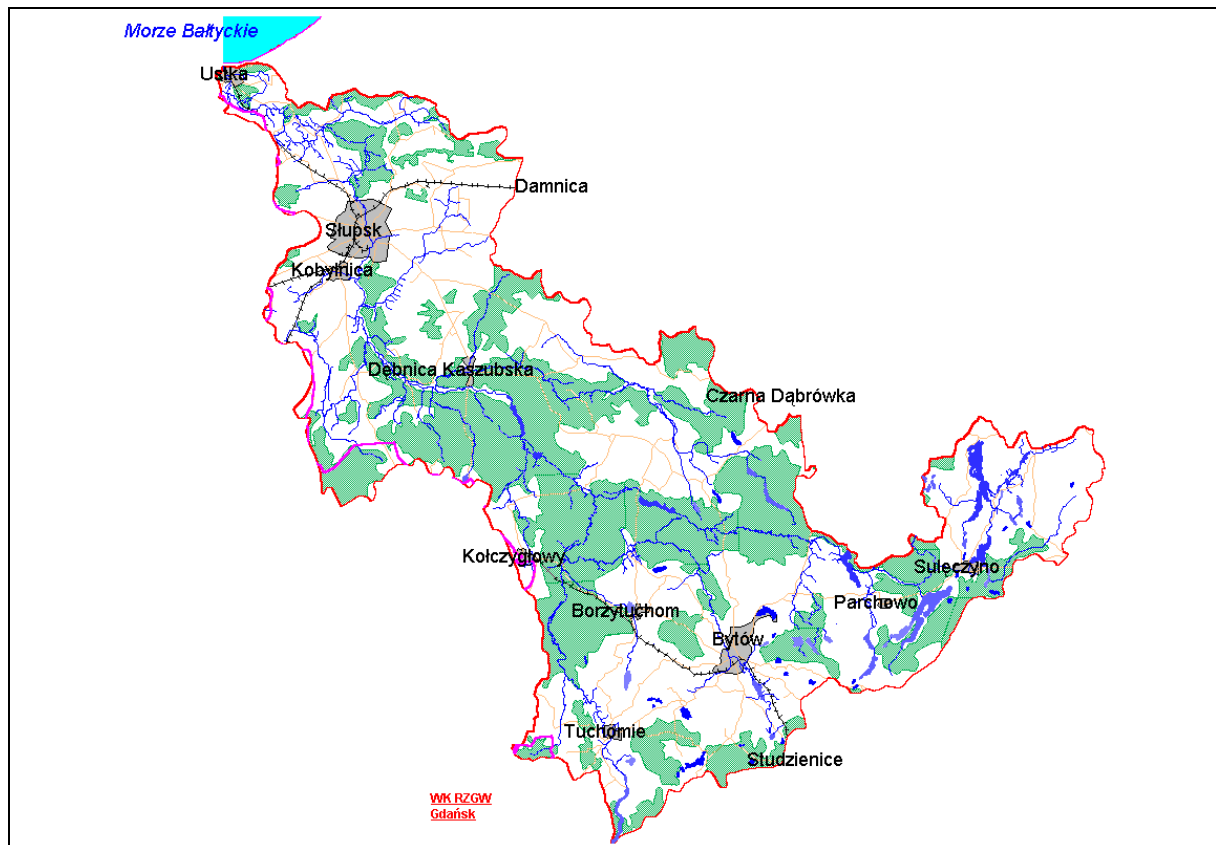 Morze Bałtyckie
Ustka
Damnica
Słupsk
Kobylnica
Dębnica Kaszubska
Czarna Dąbrówka
Kołczygłowy
Sulęczyno
Borzytuchom
Parchowo
Bytów
Tuchomie
Studzienice
WK RZGW
Gdańsk